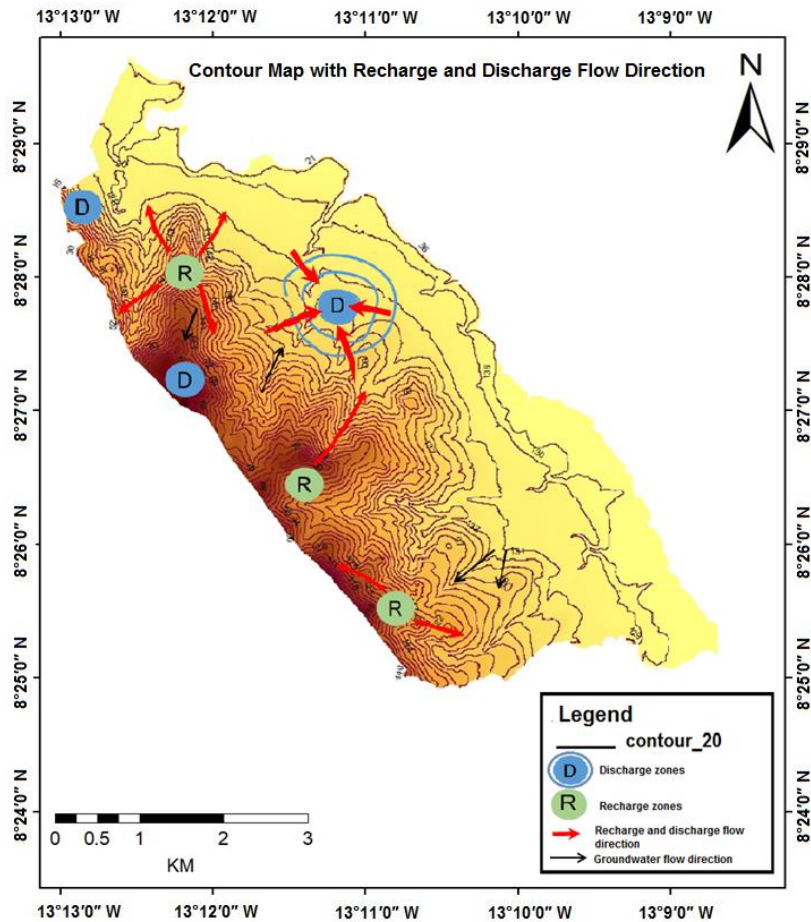 13°13'0" W 13°12'0" W 13°11'0" W 13°10'0" W 13°9'0" W
Contour Map with Recharge and Discharge Flow Direction
N
8°29'0" N
8°29'0" N
21
D
36
R
8°28'0" N
8°28'0" N
D
D
8°27'0" N
8°27'0" N
R
8°26'0" N
8°26'0" N
R
8°25'0" N
8°25'0" N
Legend
contour_20
D Discharge zones
R Recharge zones
Recharge and discharge flow
direction
Groundwater flow direction
8°24'0" N
8°24'0" N
0 0.5 1 2 3
KM
13°13'0" W 13°12'0" W 13°11'0" W 13°10'0" W 13°9'0" W